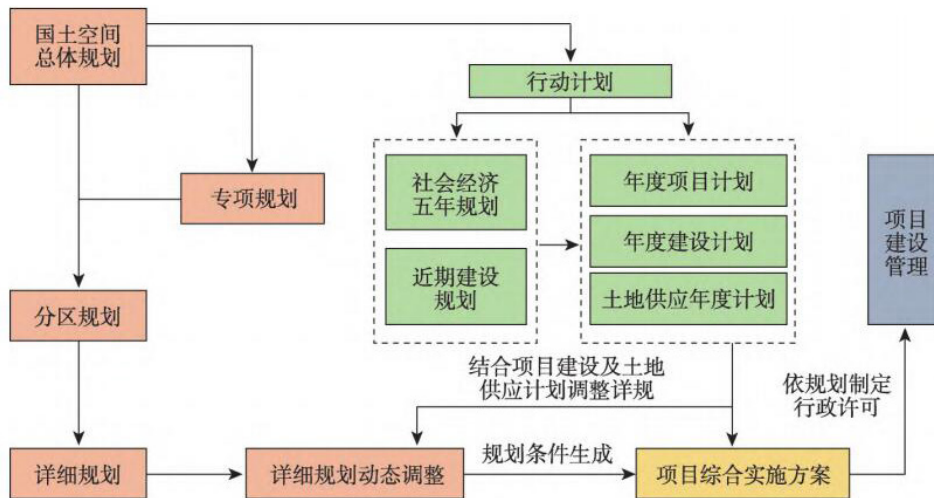 国土空间
总体规划
行动计划
社会经济
五年规划
年度项目计划
专项规划
年度建设计划
项目
建设
管理
近期建设
规划
土地供应年度计划
分区规划
结合项目建设及土地
供应计划调整详规
依规划制定
行政许可
详细规划
详细规划动态调整
规划条件生成
项目综合实施方案